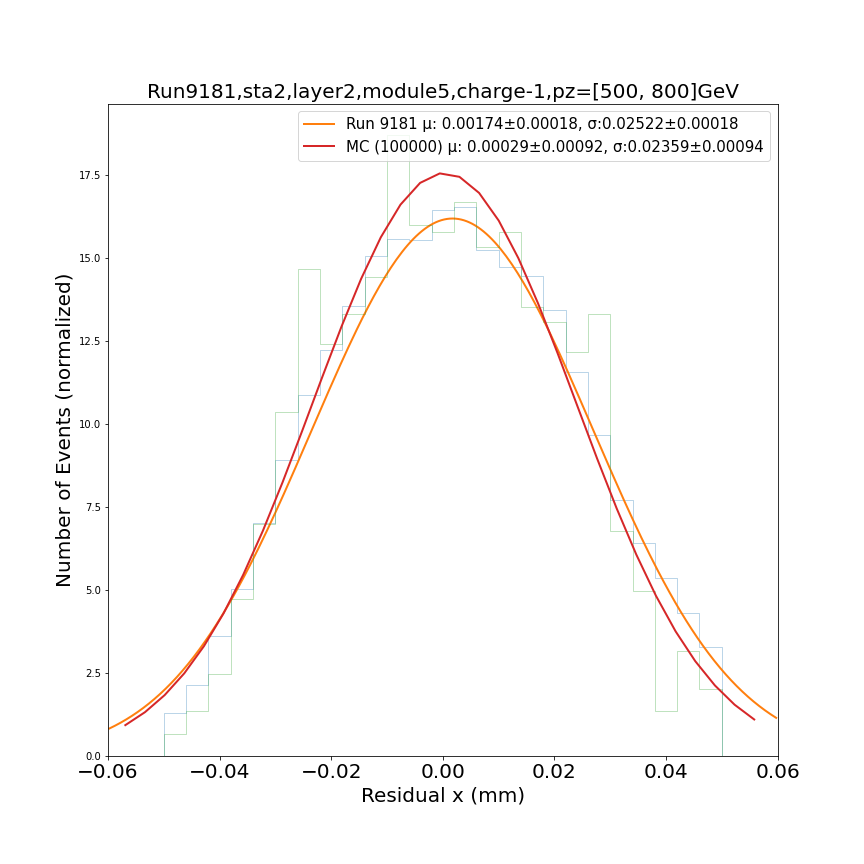 Run9181,sta2,layer2,module5,charge-1,pz=[500, 800]GeV
Run 9181 μ: 0.00174±0.00018, σ:0.02522±0.00018
MC (100000) μ: 0.00029±0.00092, σ:0.02359±0.00094
17.5
15.0
12.5
10.0
7.5
5.0
2.5
0.0
Number of Events (normalized)
−0.06 −0.04 −0.02 0.00 0.02 0.04 0.06
Residual x (mm)